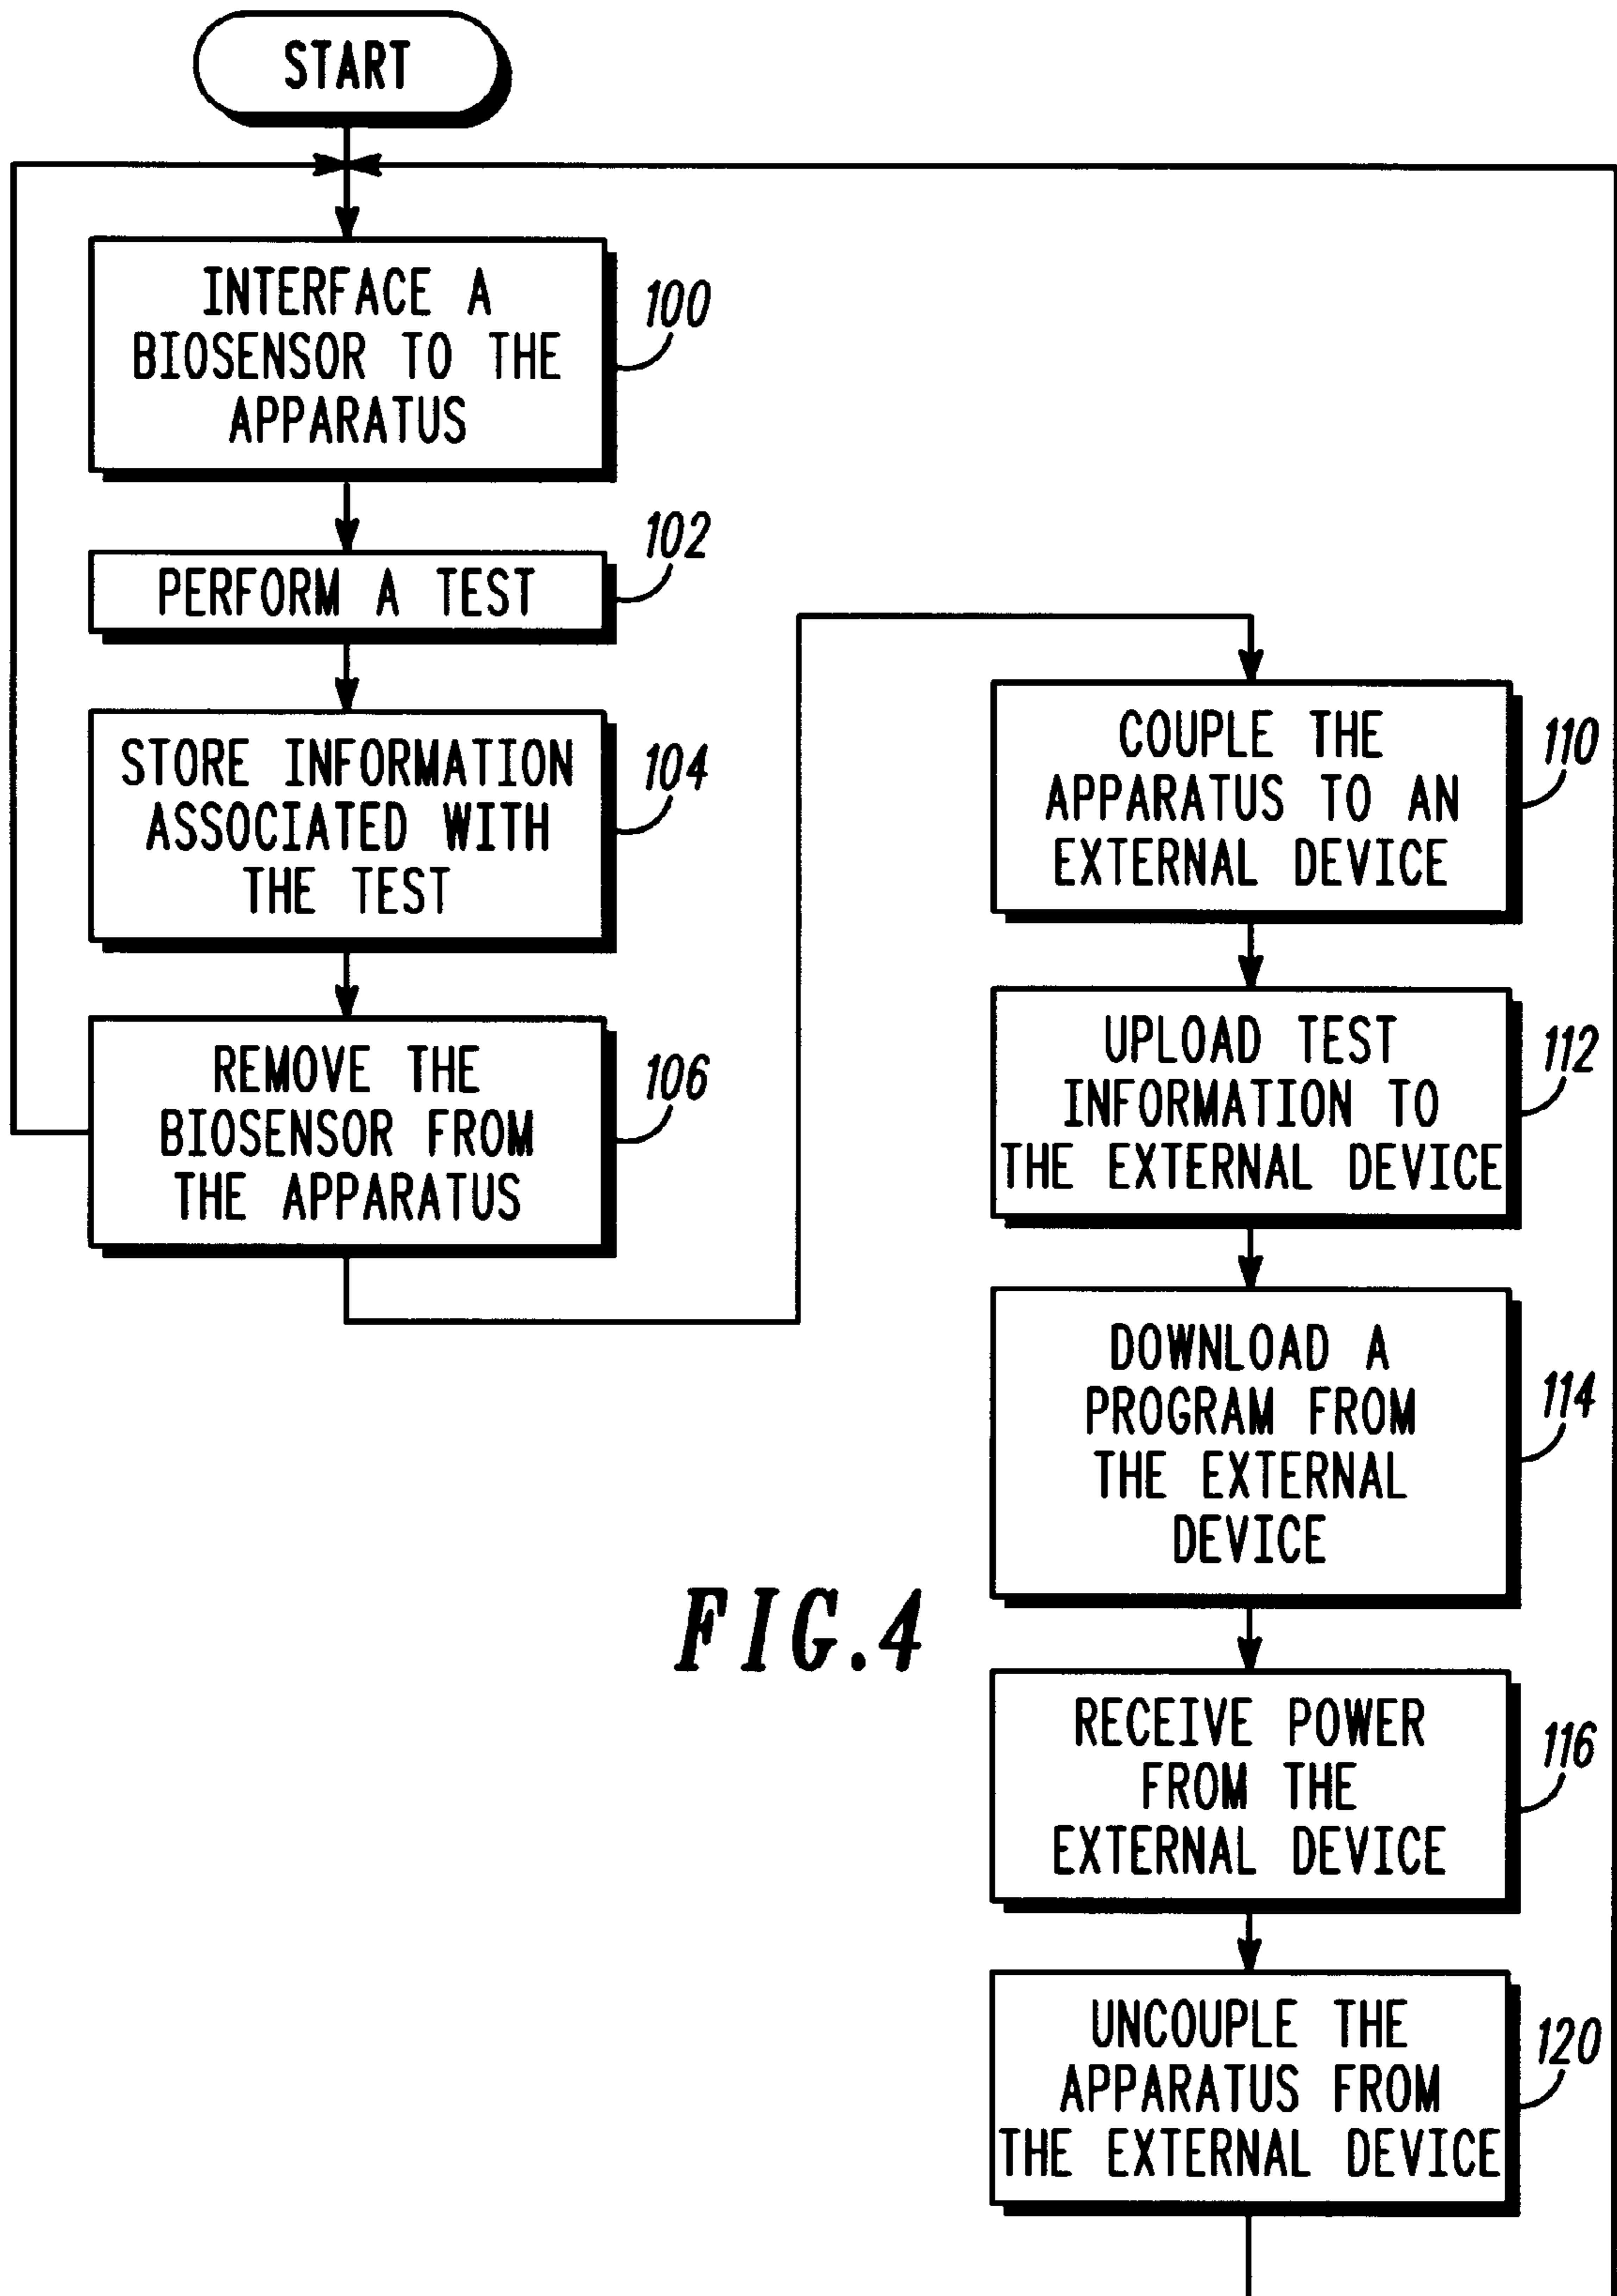 START
INTERFACE A
BIOSENSOR TO THE
APPARATUS
100
PERFORM A TEST
102
STORE INFORMATION
ASSOCIATED WITH
THE TEST
104
REMOVE THE
BIOSENSOR FROM
THE APPARATUS
106
COUPLE THE
APPARATUS TO AN
EXTERNAL DEVICE
110
UPLOAD TEST
INFORMATION TO
THE EXTERNAL DEVICE
112
DOWNLOAD A
PROGRAM FROM
THE EXTERNAL
DEVICE
114
RECEIVE POWER
FROM THE
EXTERNAL DEVICE
116
UNCOUPLE THE
APPARATUS FROM
THE EXTERNAL DEVICE
120
FIG.4